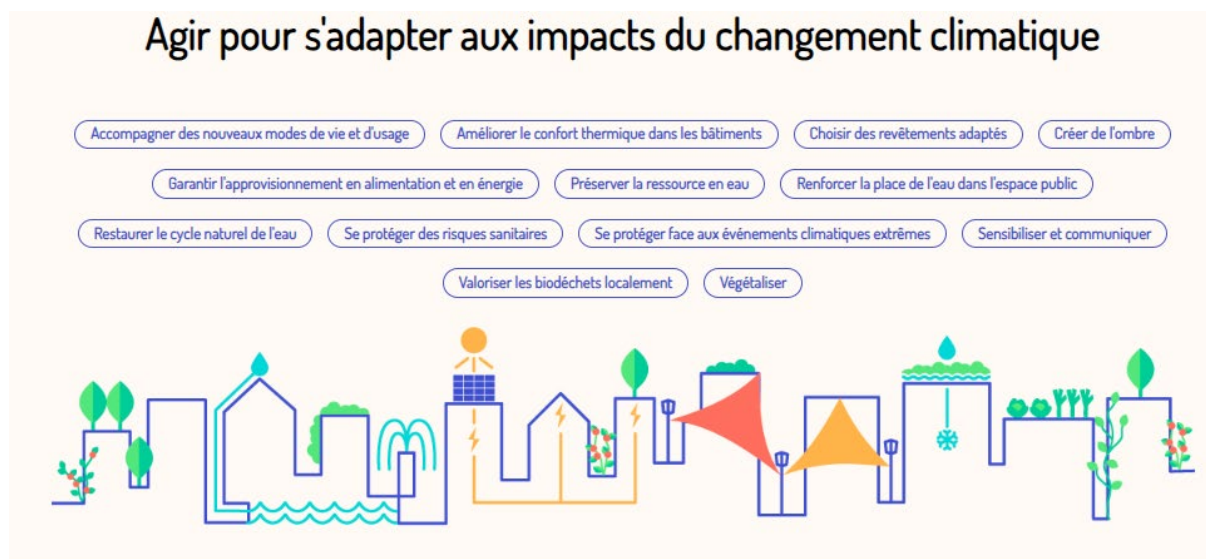 Agir pour s'adapter aux impacts du changement climatique
Accompagner des nouveaux modes de vie et d'usage
Améliorer le confort thermique dans les bâtiments
Choisir des revêtements adaptés
Créer de l'ombre
Garantir l'approvisionnement en alimentation et en énergie
Préserver la ressource en eau
Renforcer la place de l'eau dans l'espace public
Restaurer le cycle naturel de l'eau
Se protéger des risques sanitaires
Se protéger face aux événements climatiques extrêmes
Sensibiliser et communiquer
Valoriser les biodéchets localement
Végétaliser